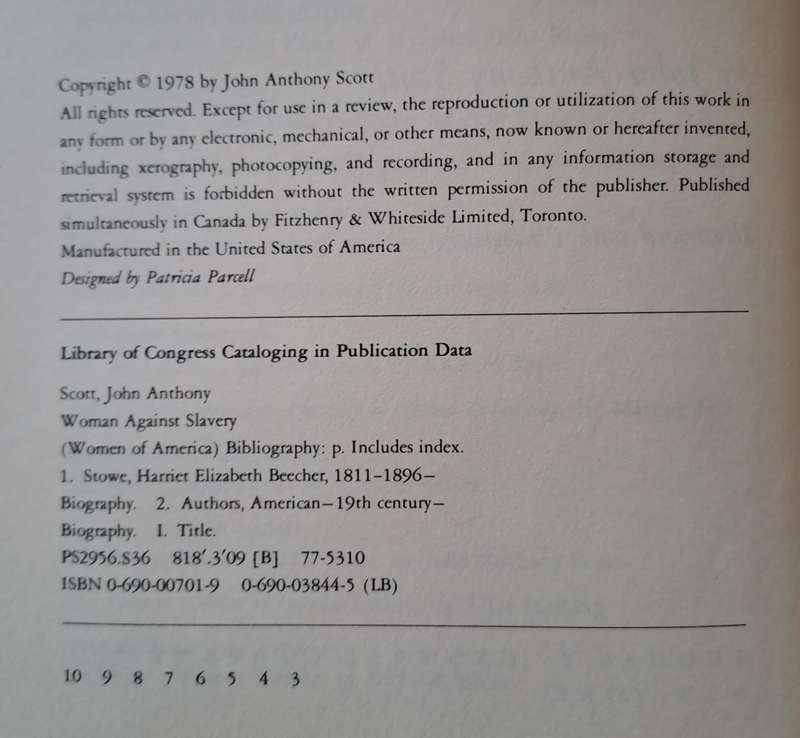 Copyright © 1978 by John Anthony Scott
All rights reserved. Except for use in a review, the reproduction or utilization of this work in
any form or by any electronic, mechanical, or other means, now known or hereafter invented,
including xerography, photocopying, and recording, and in any information storage and
retrieval system is forbidden without the written permission of the publisher. Published
simultaneously in Canada by Fitzhenry & Whiteside Limited, Toronto.
Manufactured in the United States of America
Designed by Patricia Parcell
Library of Congress Cataloging in Publication Data
Scott, John Anthony
Woman Against Slavery
(Women of America) Bibliography: p. Includes index.
1. Stowe, Harriet Elizabeth Beecher, 1811–1896—
Biography. 2. Authors, American—19th century—
Biography. I. Title.
PS2956.S36 818′.3′09 [B] 77-5310
ISBN 0-690-00701-9 0-690-03844-5 (LB)
10 9 8 7 6 5 4 3